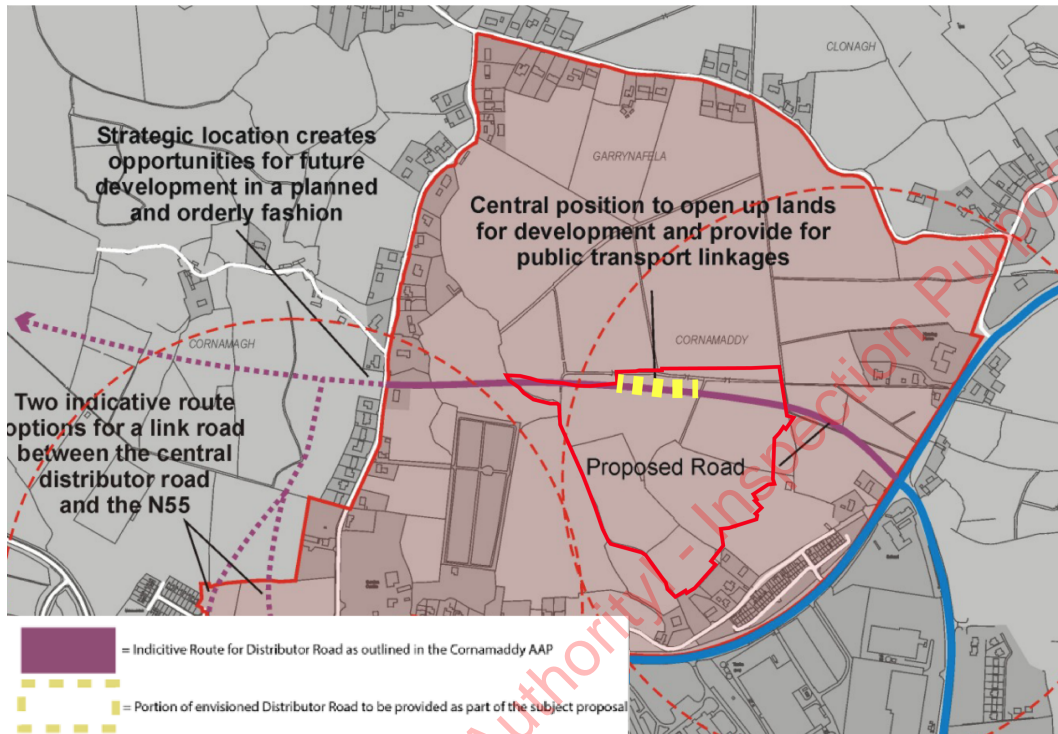 CLONAGH
Strategic location creates
opportunities for future
development in a planned
and orderly fashion
GARRYNAFELA
Central position to open up lands
for development and provide for
public transport linkages
CORNAMAGH
CORNAMADDY
Two indicative route
options for a link road
between the central
distributor road
and the N55
Proposed Road
School
= Indicitive Route for Distributor Road as outlined in the Cornamaddy AAP
= Portion of envisioned Distributor Road to be provided as part of the subject proposal
Authority) - Inspection Purpo